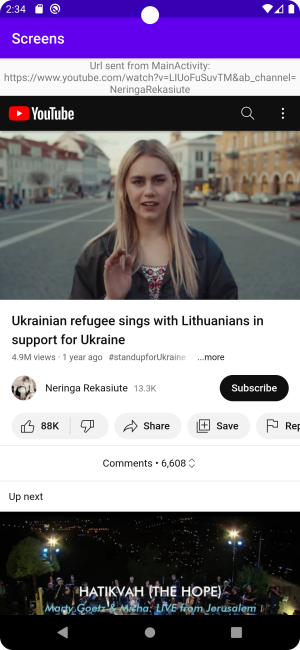 2:34
Screens
Url sent from MainActivity:
https://www.youtube.com/watch?v=LIUoFuSuvTM&ab_channel=
NeringaRekasiute
YouTube
Ukrainian refugee sings with Lithuanians in
support for Ukraine
4.9M views · 1 year ago #standupforUkraine ...more
Neringa Rekasiute 13.3K Subscribe
88K Share Save Rep
Comments • 6,608
Up next
HATIKVAH (THE HOPE)
Marty Goetz & Misha: LIVE from Jerusalem